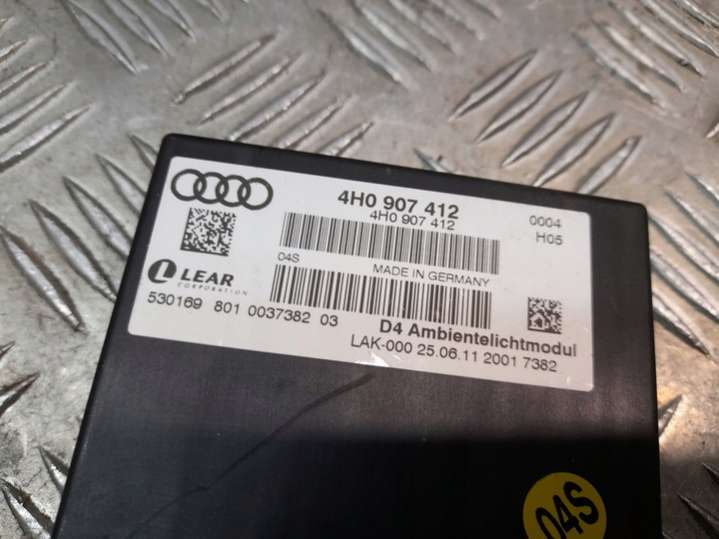 4H0 907 412
4H0 907 412
0004
H05
04S
MADE IN GERMANY
LEAR
CORPORATION
530169 801 0037382 03
D4 Ambientelichtmodul
LAK-000 25.06.11 2001 7382
04S